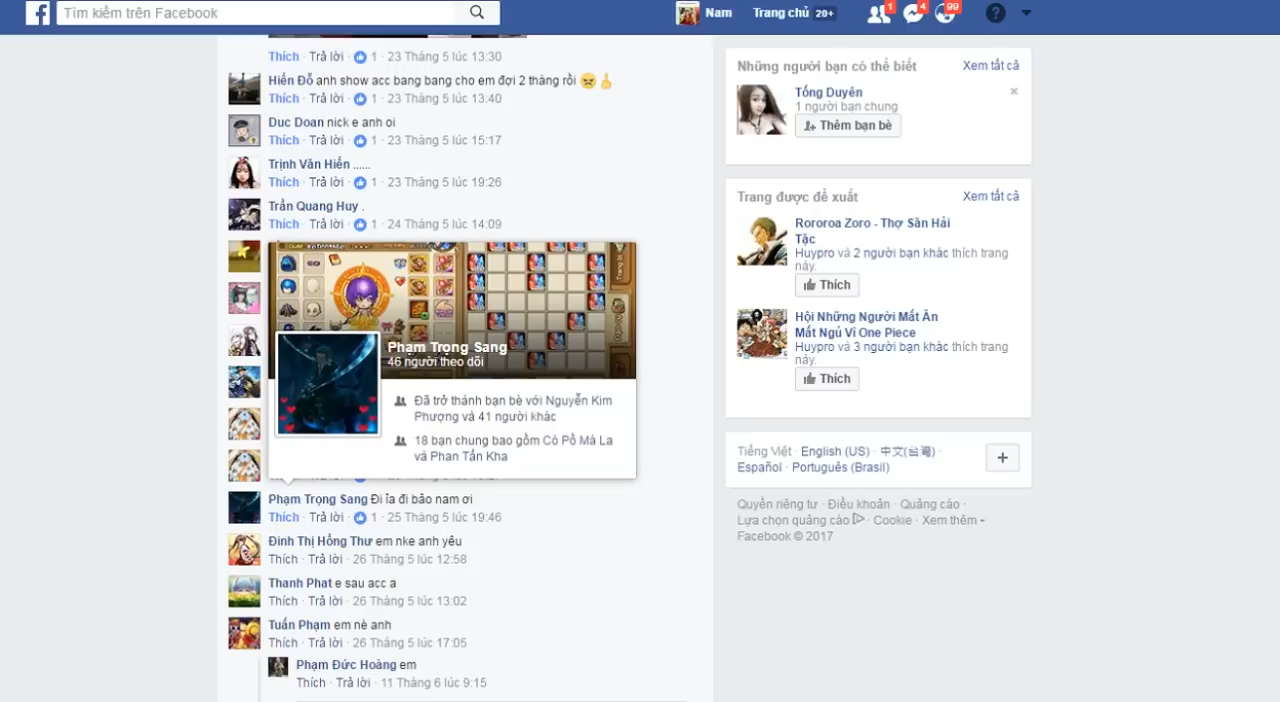 Tìm kiếm trên Facebook
Nam
Trang chủ 20+
1
4
99
Thích · Trả lời · 1 · 23 Tháng 5 lúc 13:30
Hiển Đỗ anh show acc bang bang cho em đợi 2 tháng rồi
Thích · Trả lời · 1 · 23 Tháng 5 lúc 13:40
Duc Doan nick e anh oi
Thích · Trả lời · 1 · 23 Tháng 5 lúc 15:17
Trịnh Văn Hiển ......
Thích · Trả lời · 1 · 23 Tháng 5 lúc 19:26
Trần Quang Huy .
Thích · Trả lời · 1 · 24 Tháng 5 lúc 14:09
Phạm Trọng Sang
46 người theo dõi
Đã trở thành bạn bè với Nguyễn Kim
Phượng và 41 người khác
18 bạn chung bao gồm Có Pồ Má La
và Phan Tấn Kha
Phạm Trọng Sang Đi ỉa đi bảo nam ơi
Thích · Trả lời · 1 · 25 Tháng 5 lúc 19:46
Đinh Thị Hồng Thư em nke anh yêu
Thích · Trả lời · 26 Tháng 5 lúc 12:58
Thanh Phat e sau acc a
Thích · Trả lời · 26 Tháng 5 lúc 13:02
Tuấn Phạm em nè anh
Thích · Trả lời · 26 Tháng 5 lúc 17:05
Phạm Đức Hoàng em
Thích · Trả lời · 11 Tháng 6 lúc 9:15
Những người bạn có thể biết
Xem tất cả
Tống Duyên
1 người bạn chung
Thêm bạn bè
Trang được đề xuất
Xem tất cả
Roroora Zoro - Thợ Săn Hải
Tặc
Huypro và 2 người bạn khác thích trang
này.
Thích
Hội Những Người Mất Ăn
Mất Ngủ Vì One Piece
Huypro và 3 người bạn khác thích trang
này.
Thích
Tiếng Việt · English (US) · 中文(台灣) ·
Español · Português (Brasil)
Quyền riêng tư · Điều khoản · Quảng cáo ·
Lựa chọn quảng cáo · Cookie · Xem thêm
Facebook © 2017